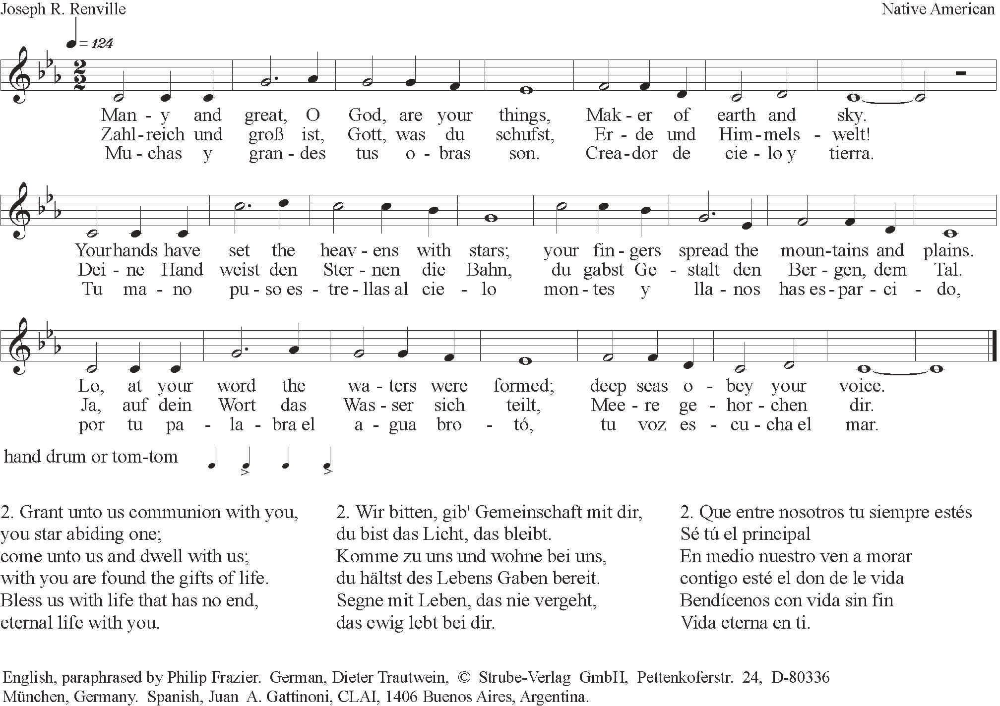 Joseph R. Renville Native American
= 124
2
2
Man - y and great, O God, are your things, Mak - er of earth and sky.
Zahl - reich und groß ist, Gott, was du schufst, Er - de und Him - mels - welt!
Mu - chas y gran - des tus o - bras son. Crea - dor de cie - lo y tierra.
Your hands have set the heav - ens with stars; your fin - gers spread the moun - tains and plains.
Dei - ne Hand weist den Ster - nen die Bahn, du gabst Ge - stalt den Ber - gen, dem Tal.
Tu ma - no pu - so es - tre - llas al cie - lo mon - tes y lla - nos has es - par - ci - do,
Lo, at your word the wa - ters were formed; deep seas o - bey your voice.
Ja, auf dein Wort das Was - ser sich teilt, Mee - re ge - hor - chen dir.
por tu pa - la - bra el a - gua bro - tó, tu voz es - cu - cha el mar.
hand drum or tom-tom
2. Grant unto us communion with you,
you star abiding one;
come unto us and dwell with us;
with you are found the gifts of life.
Bless us with life that has no end,
eternal life with you.
2. Wir bitten, gib' Gemeinschaft mit dir,
du bist das Licht, das bleibt.
Komme zu uns und wohne bei uns,
du hältst des Lebens Gaben bereit.
Segne mit Leben, das nie vergeht,
das ewig lebt bei dir.
2. Que entre nosotros tu siempre estés
Sé tú el principal
En medio nuestro ven a morar
contigo esté el don de le vida
Bendícenos con vida sin fin
Vida eterna en ti.
English, paraphrased by Philip Frazier. German, Dieter Trautwein, © Strube-Verlag GmbH, Pettenkoferstr. 24, D-80336
München, Germany. Spanish, Juan A. Gattinoni, CLAI, 1406 Buenos Aires, Argentina.